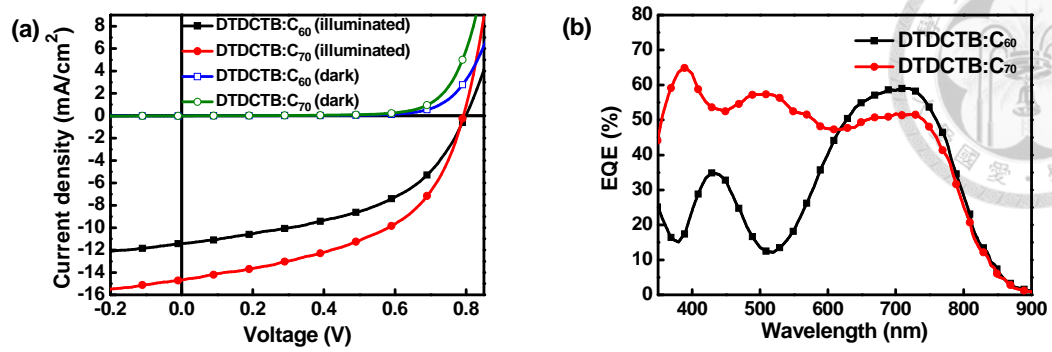 (a)
Current density (mA/cm²)
8
6
4
2
0
-2
-4
-6
-8
-10
-12
-14
-16
DTDCTB:C₆₀ (illuminated)
DTDCTB:C₇₀ (illuminated)
DTDCTB:C₆₀ (dark)
DTDCTB:C₇₀ (dark)
-0.2 0.0 0.2 0.4 0.6 0.8
Voltage (V)
(b)
EQE (%)
80
70
60
50
40
30
20
10
0
DTDCTB:C₆₀
DTDCTB:C₇₀
400 500 600 700 800 900
Wavelength (nm)
國 愛